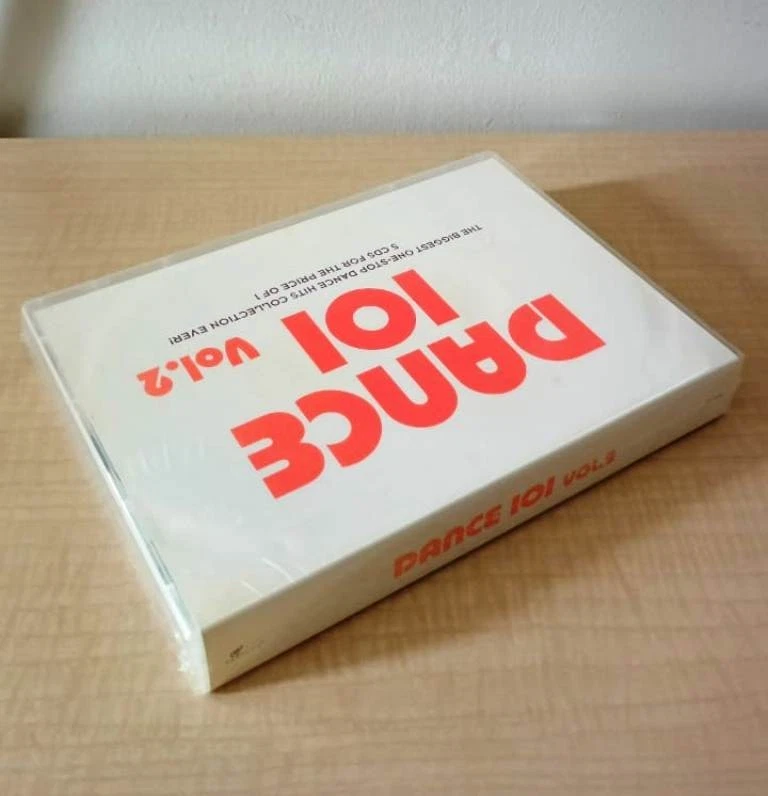 DANCE
101 Vol.2
THE BIGGEST ONE-STOP DANCE HITS COLLECTION EVER!
5 CDS FOR THE PRICE OF 1
DANCE 101 VOL.2